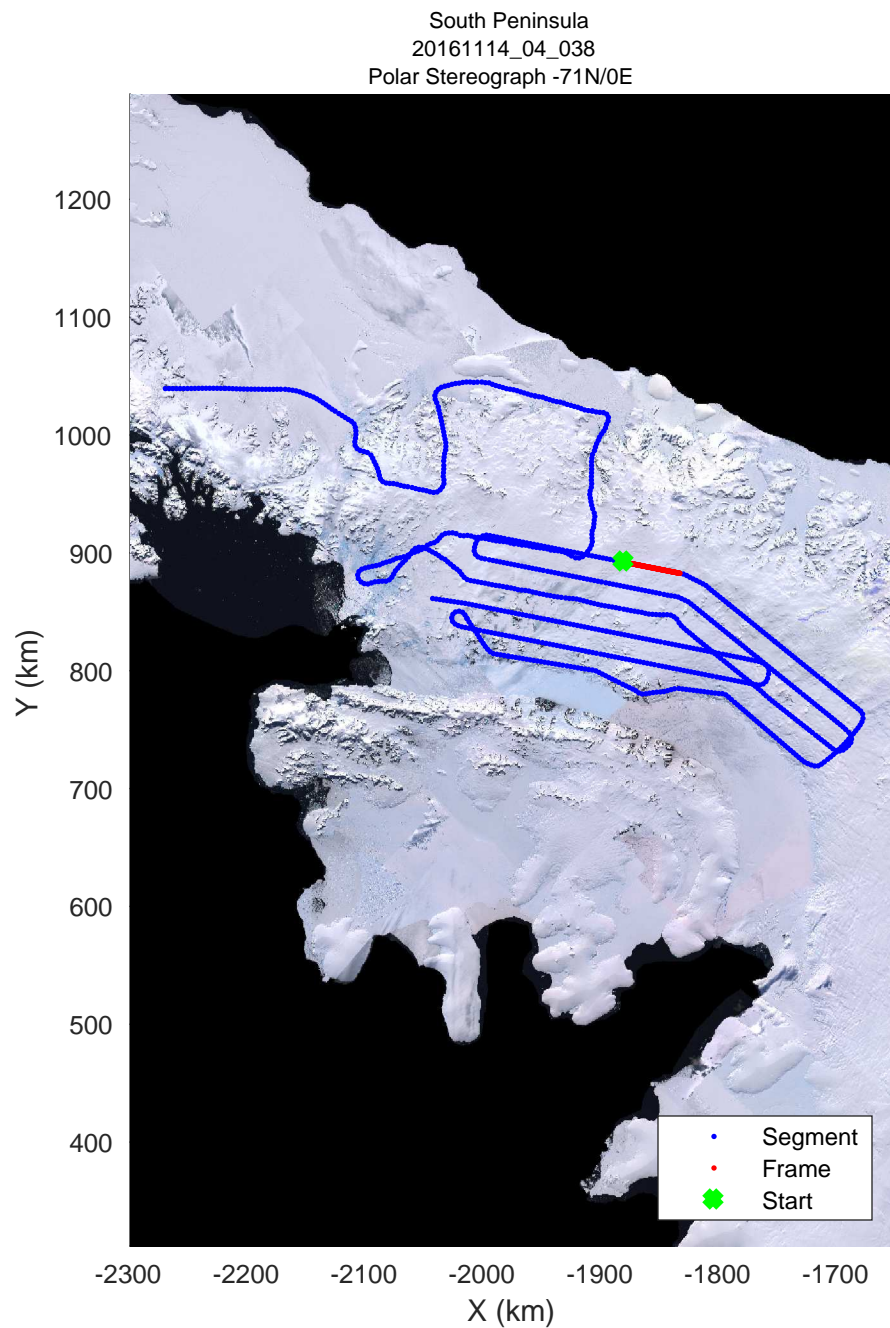 South Peninsula
20161114_04_038
Polar Stereograph -71N/0E
1200
1100
1000
900
800
700
600
500
400
Y (km)
Segment
Frame
Start
-2300 -2200 -2100 -2000 -1900 -1800 -1700
X (km)